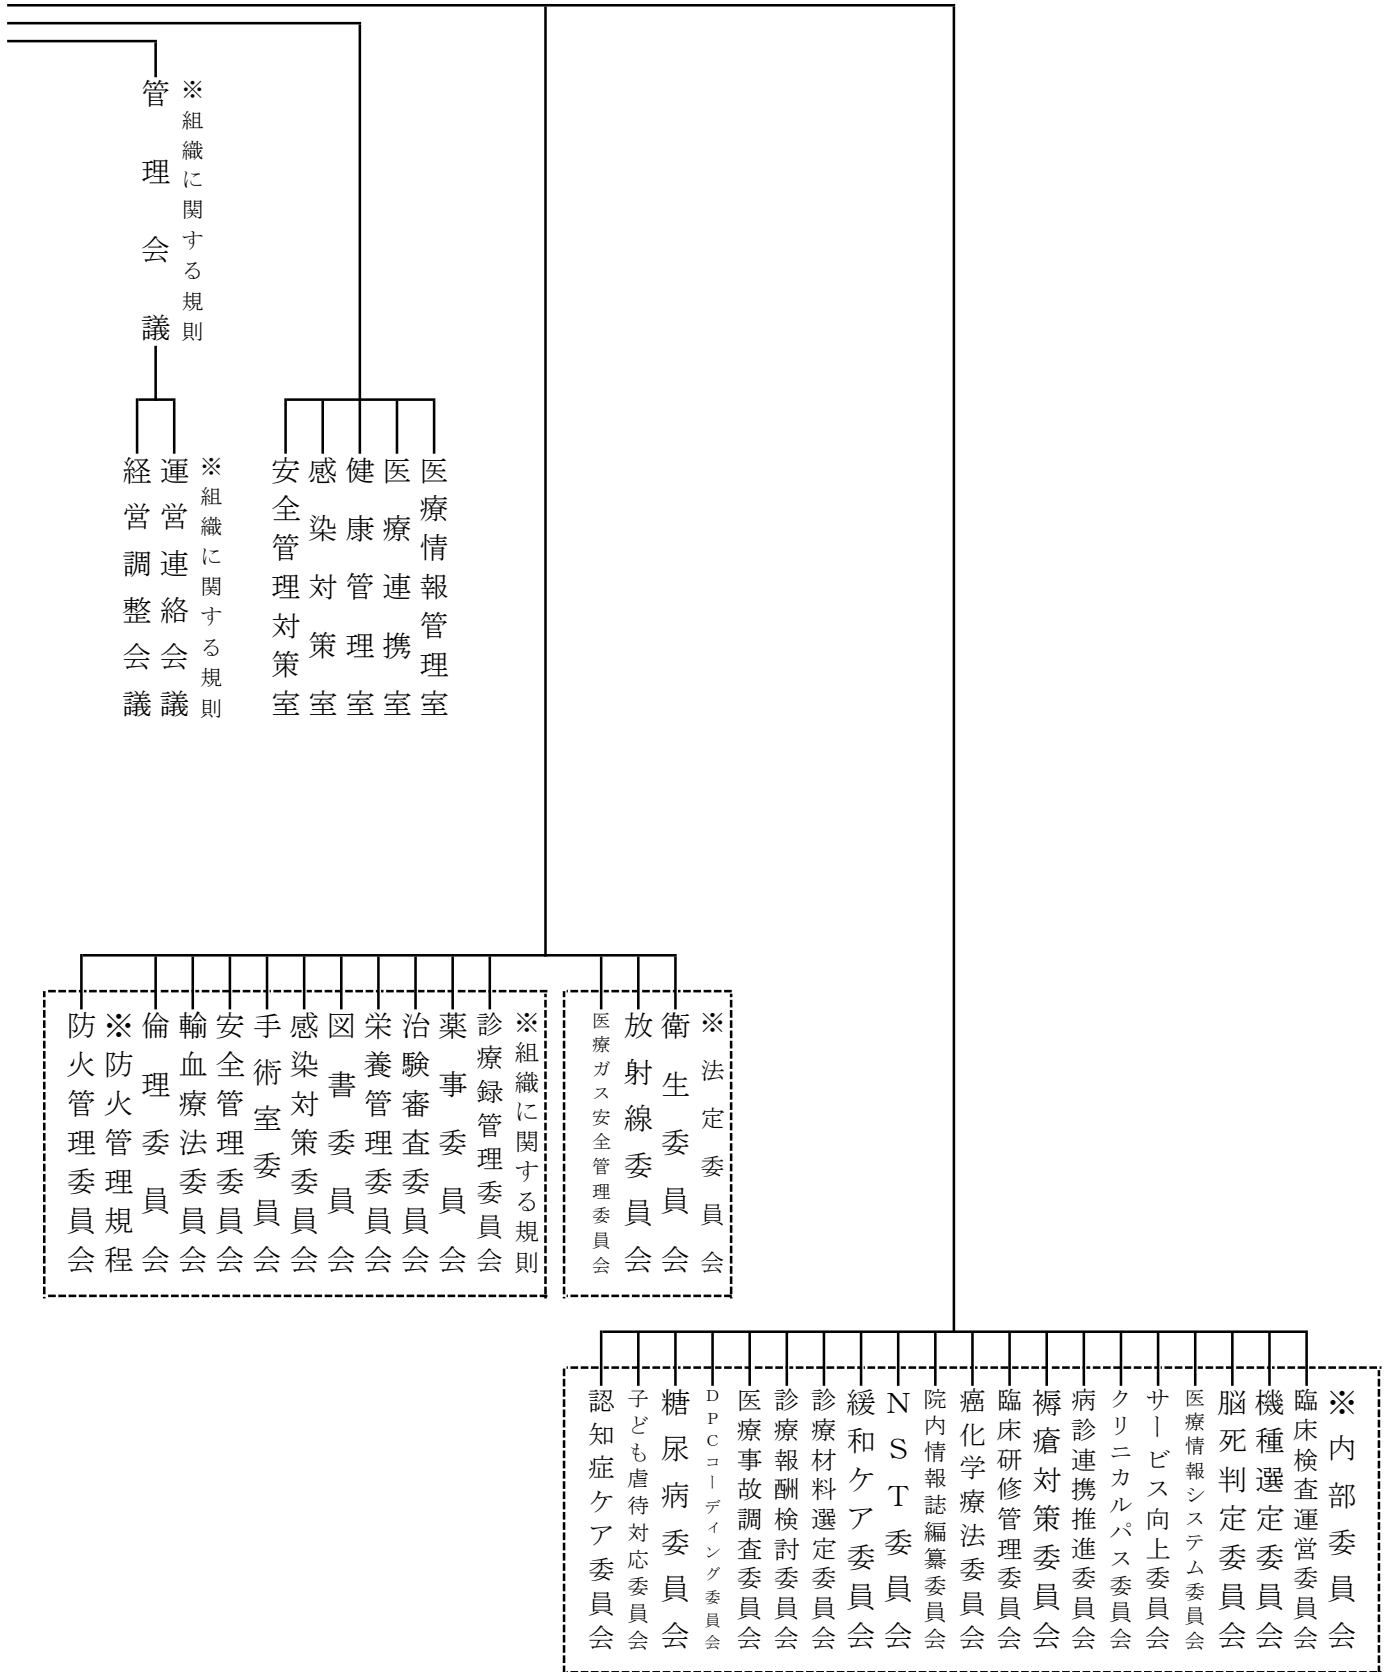 ※組織に関する規則
管理会議
医療情報管理室
医療連携室
健康管理室
感染対策室
安全管理対策室
※組織に関する規則
運営連絡会議
経営調整会議
※法定委員会
衛生委員会
放射線委員会
医療ガス安全管理委員会
※組織に関する規則
診療録管理委員会
薬事委員会
治験審査委員会
栄養管理委員会
図書委員会
感染対策委員会
手術室委員会
安全管理委員会
輸血療法委員会
倫理委員会
※防火管理規程
防火管理委員会
※内部委員会
臨床検査運営委員会
機種選定委員会
脳死判定委員会
医療情報システム委員会
サービス向上委員会
クリニカルパス委員会
病診連携推進委員会
褥瘡対策委員会
臨床研修管理委員会
癌化学療法委員会
院内情報誌編纂委員会
NST委員会
緩和ケア委員会
診療材料選定委員会
診療報酬検討委員会
医療事故調査委員会
DPCコーディング委員会
糖尿病委員会
子ども虐待対応委員会
認知症ケア委員会